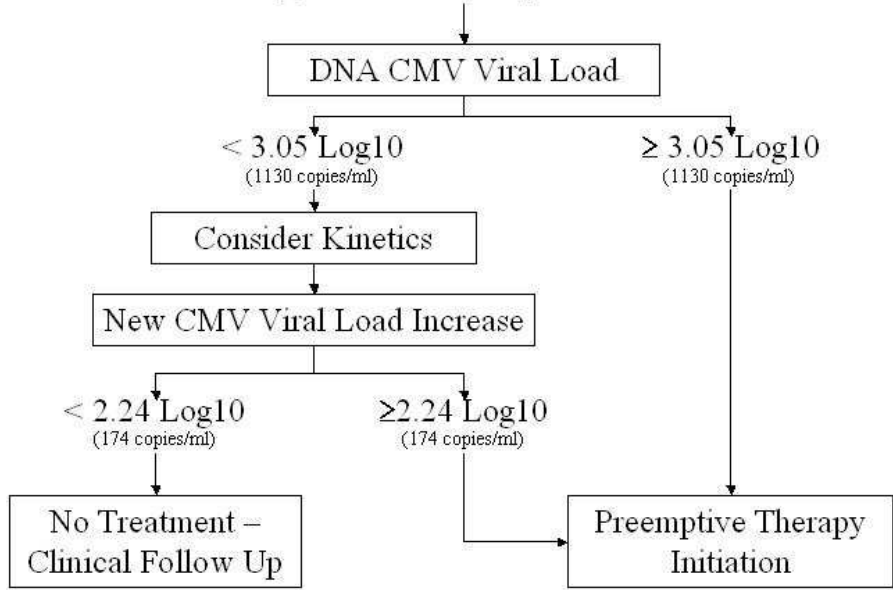 DNA CMV Viral Load
< 3.05 Log10
(1130 copies/ml)
≥ 3.05 Log10
(1130 copies/ml)
Consider Kinetics
New CMV Viral Load Increase
< 2.24 Log10
(174 copies/ml)
≥2.24 Log10
(174 copies/ml)
No Treatment –
Clinical Follow Up
Preemptive Therapy
Initiation